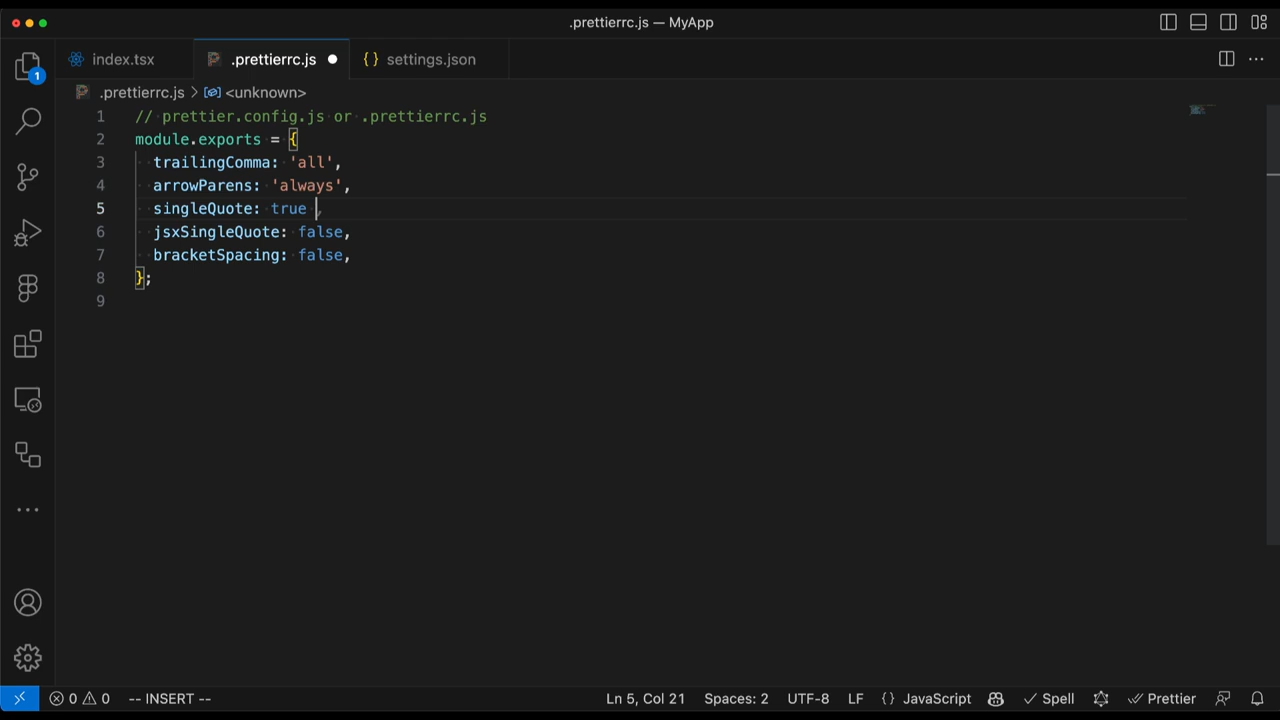 .prettierrc.js — MyApp
index.tsx .prettierrc.js {} settings.json
.prettierrc.js > <unknown>
1
1 // prettier.config.js or .prettierrc.js
2 module.exports = {
3 trailingComma: 'all',
4 arrowParens: 'always',
5 singleQuote: true ,
6 jsxSingleQuote: false,
7 bracketSpacing: false,
8 };
9
0 0 -- INSERT -- Ln 5, Col 21 Spaces: 2 UTF-8 LF {} JavaScript Spell Prettier